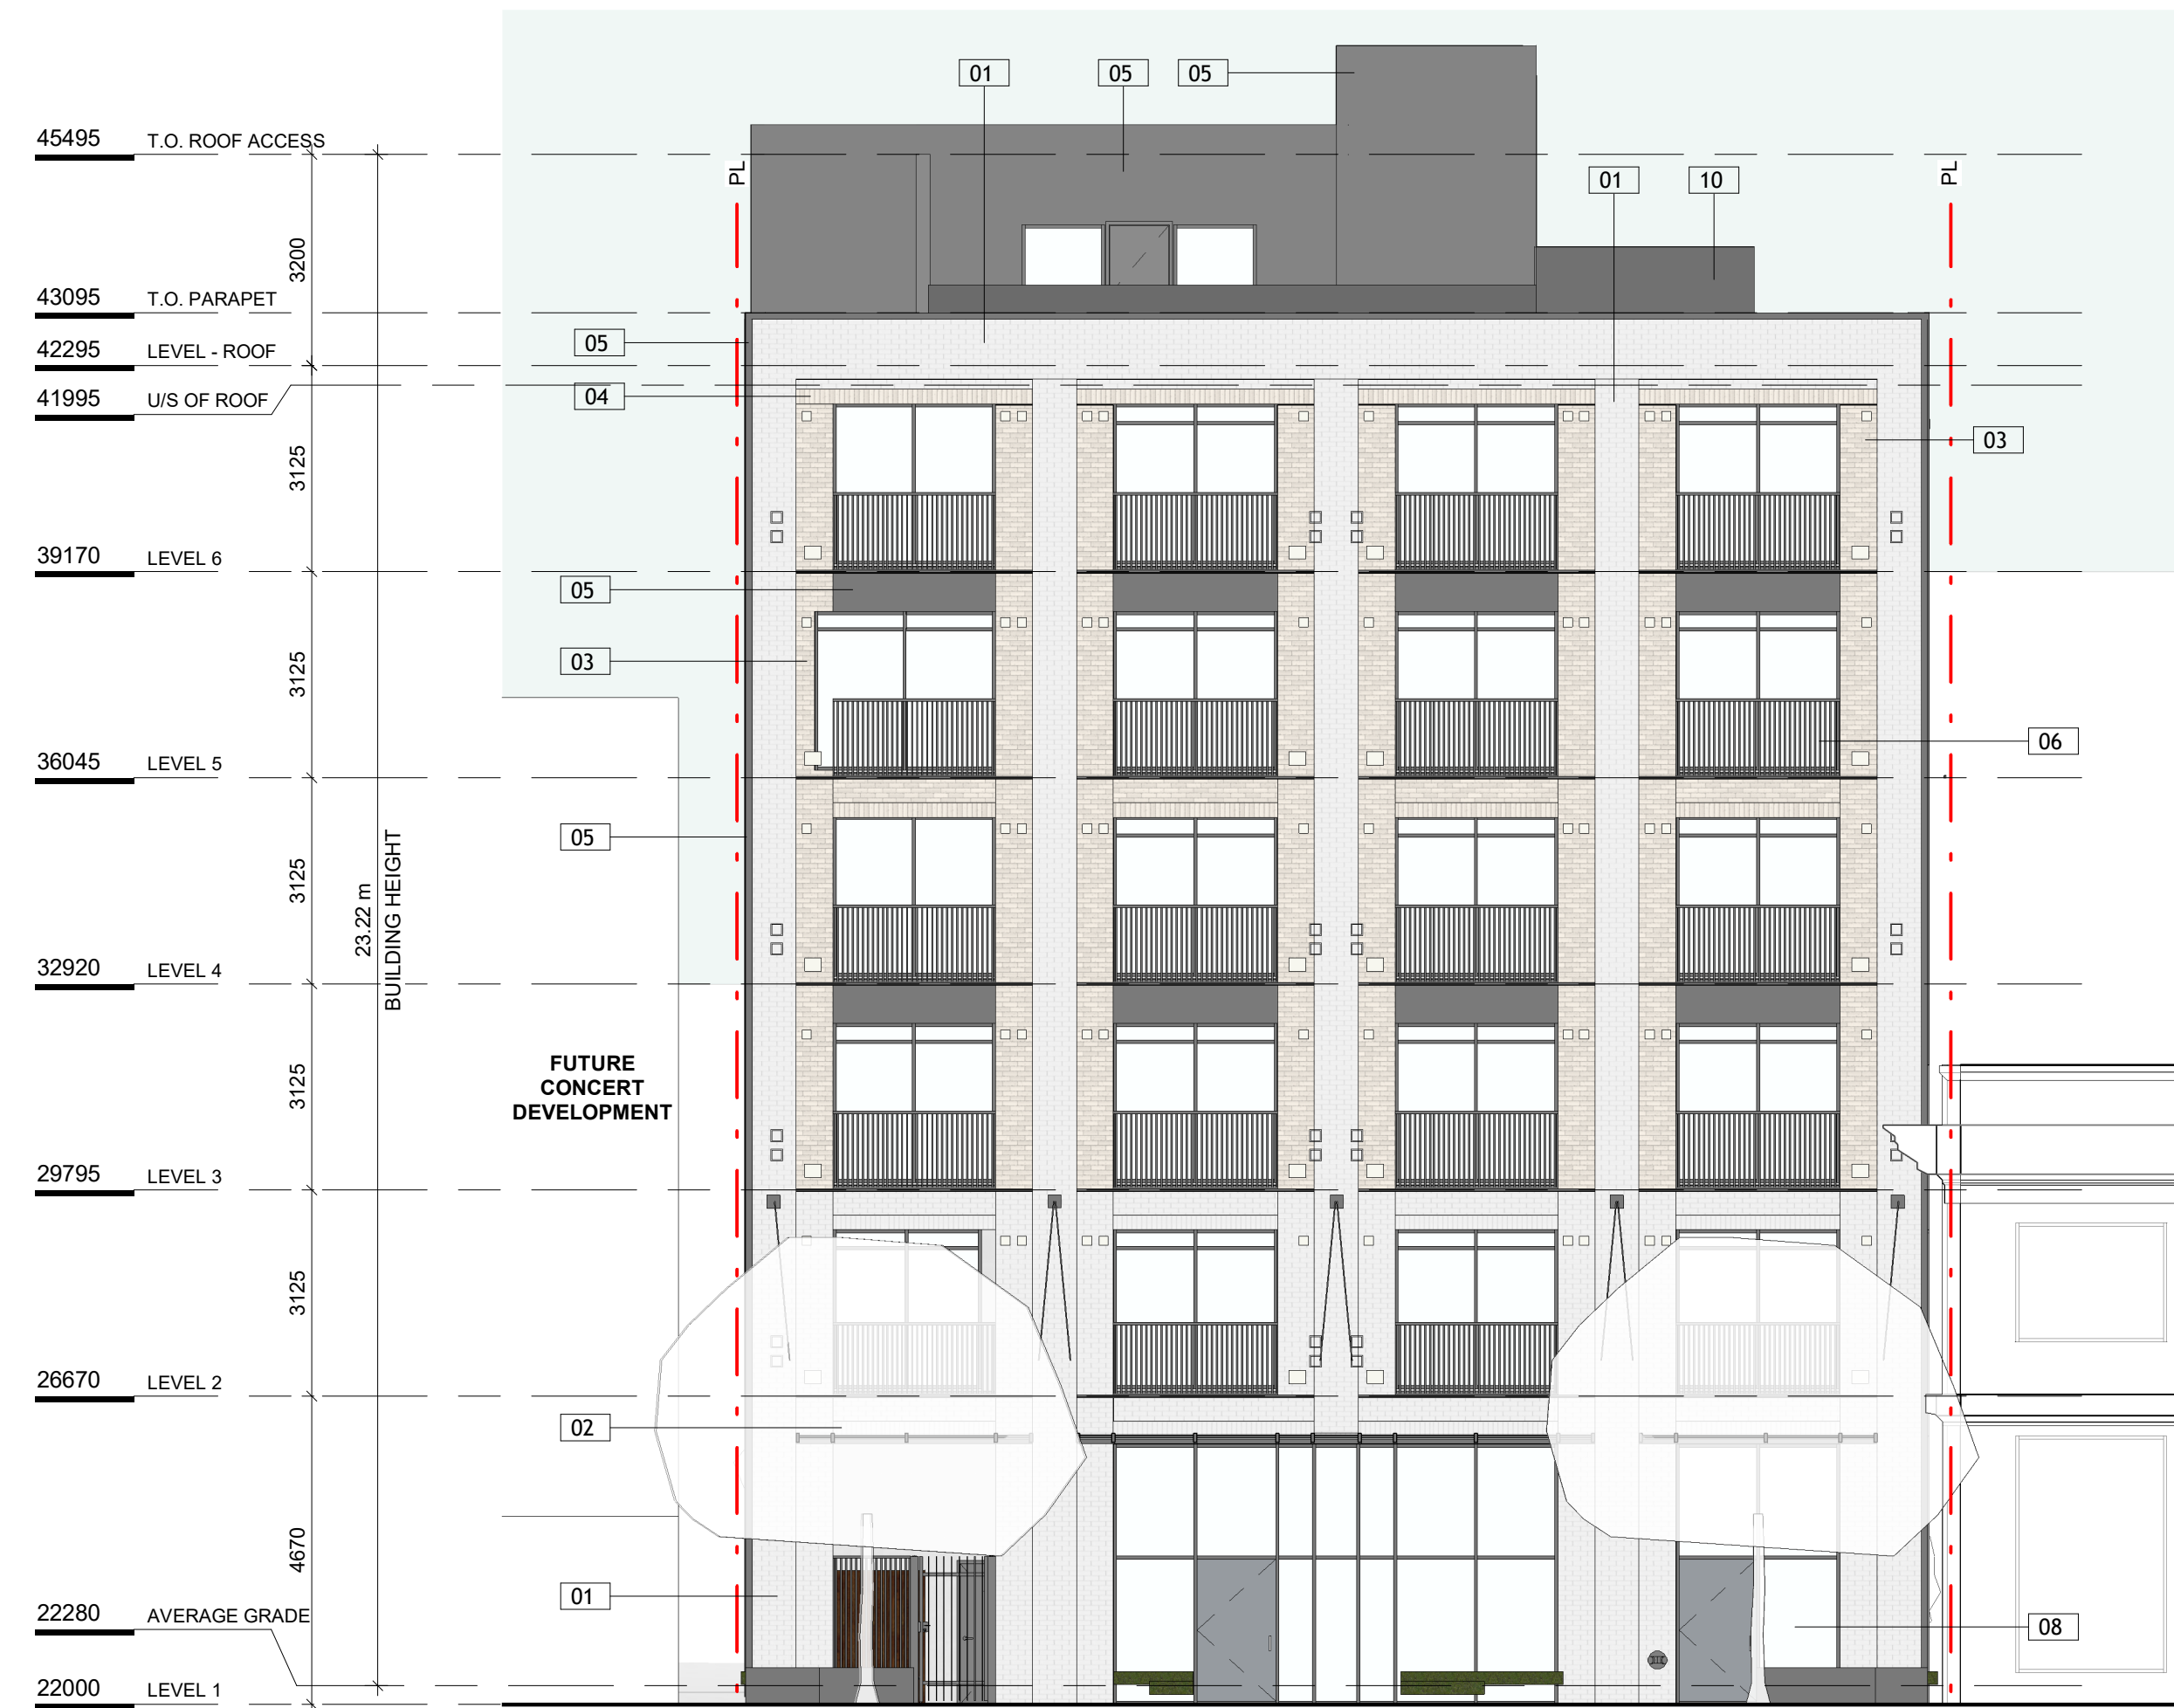 01
05
05
45495 T.O. ROOF ACCESS
PL
PL
01
10
3200
43095 T.O. PARAPET
05
42295 LEVEL - ROOF
04
41995 U/S OF ROOF
03
3125
39170 LEVEL 6
05
03
3125
06
36045 LEVEL 5
05
3125
23.22 m
BUILDING HEIGHT
32920 LEVEL 4
FUTURE
CONCERT
DEVELOPMENT
3125
29795 LEVEL 3
3125
26670 LEVEL 2
02
4670
01
22280 AVERAGE GRADE
08
22000 LEVEL 1